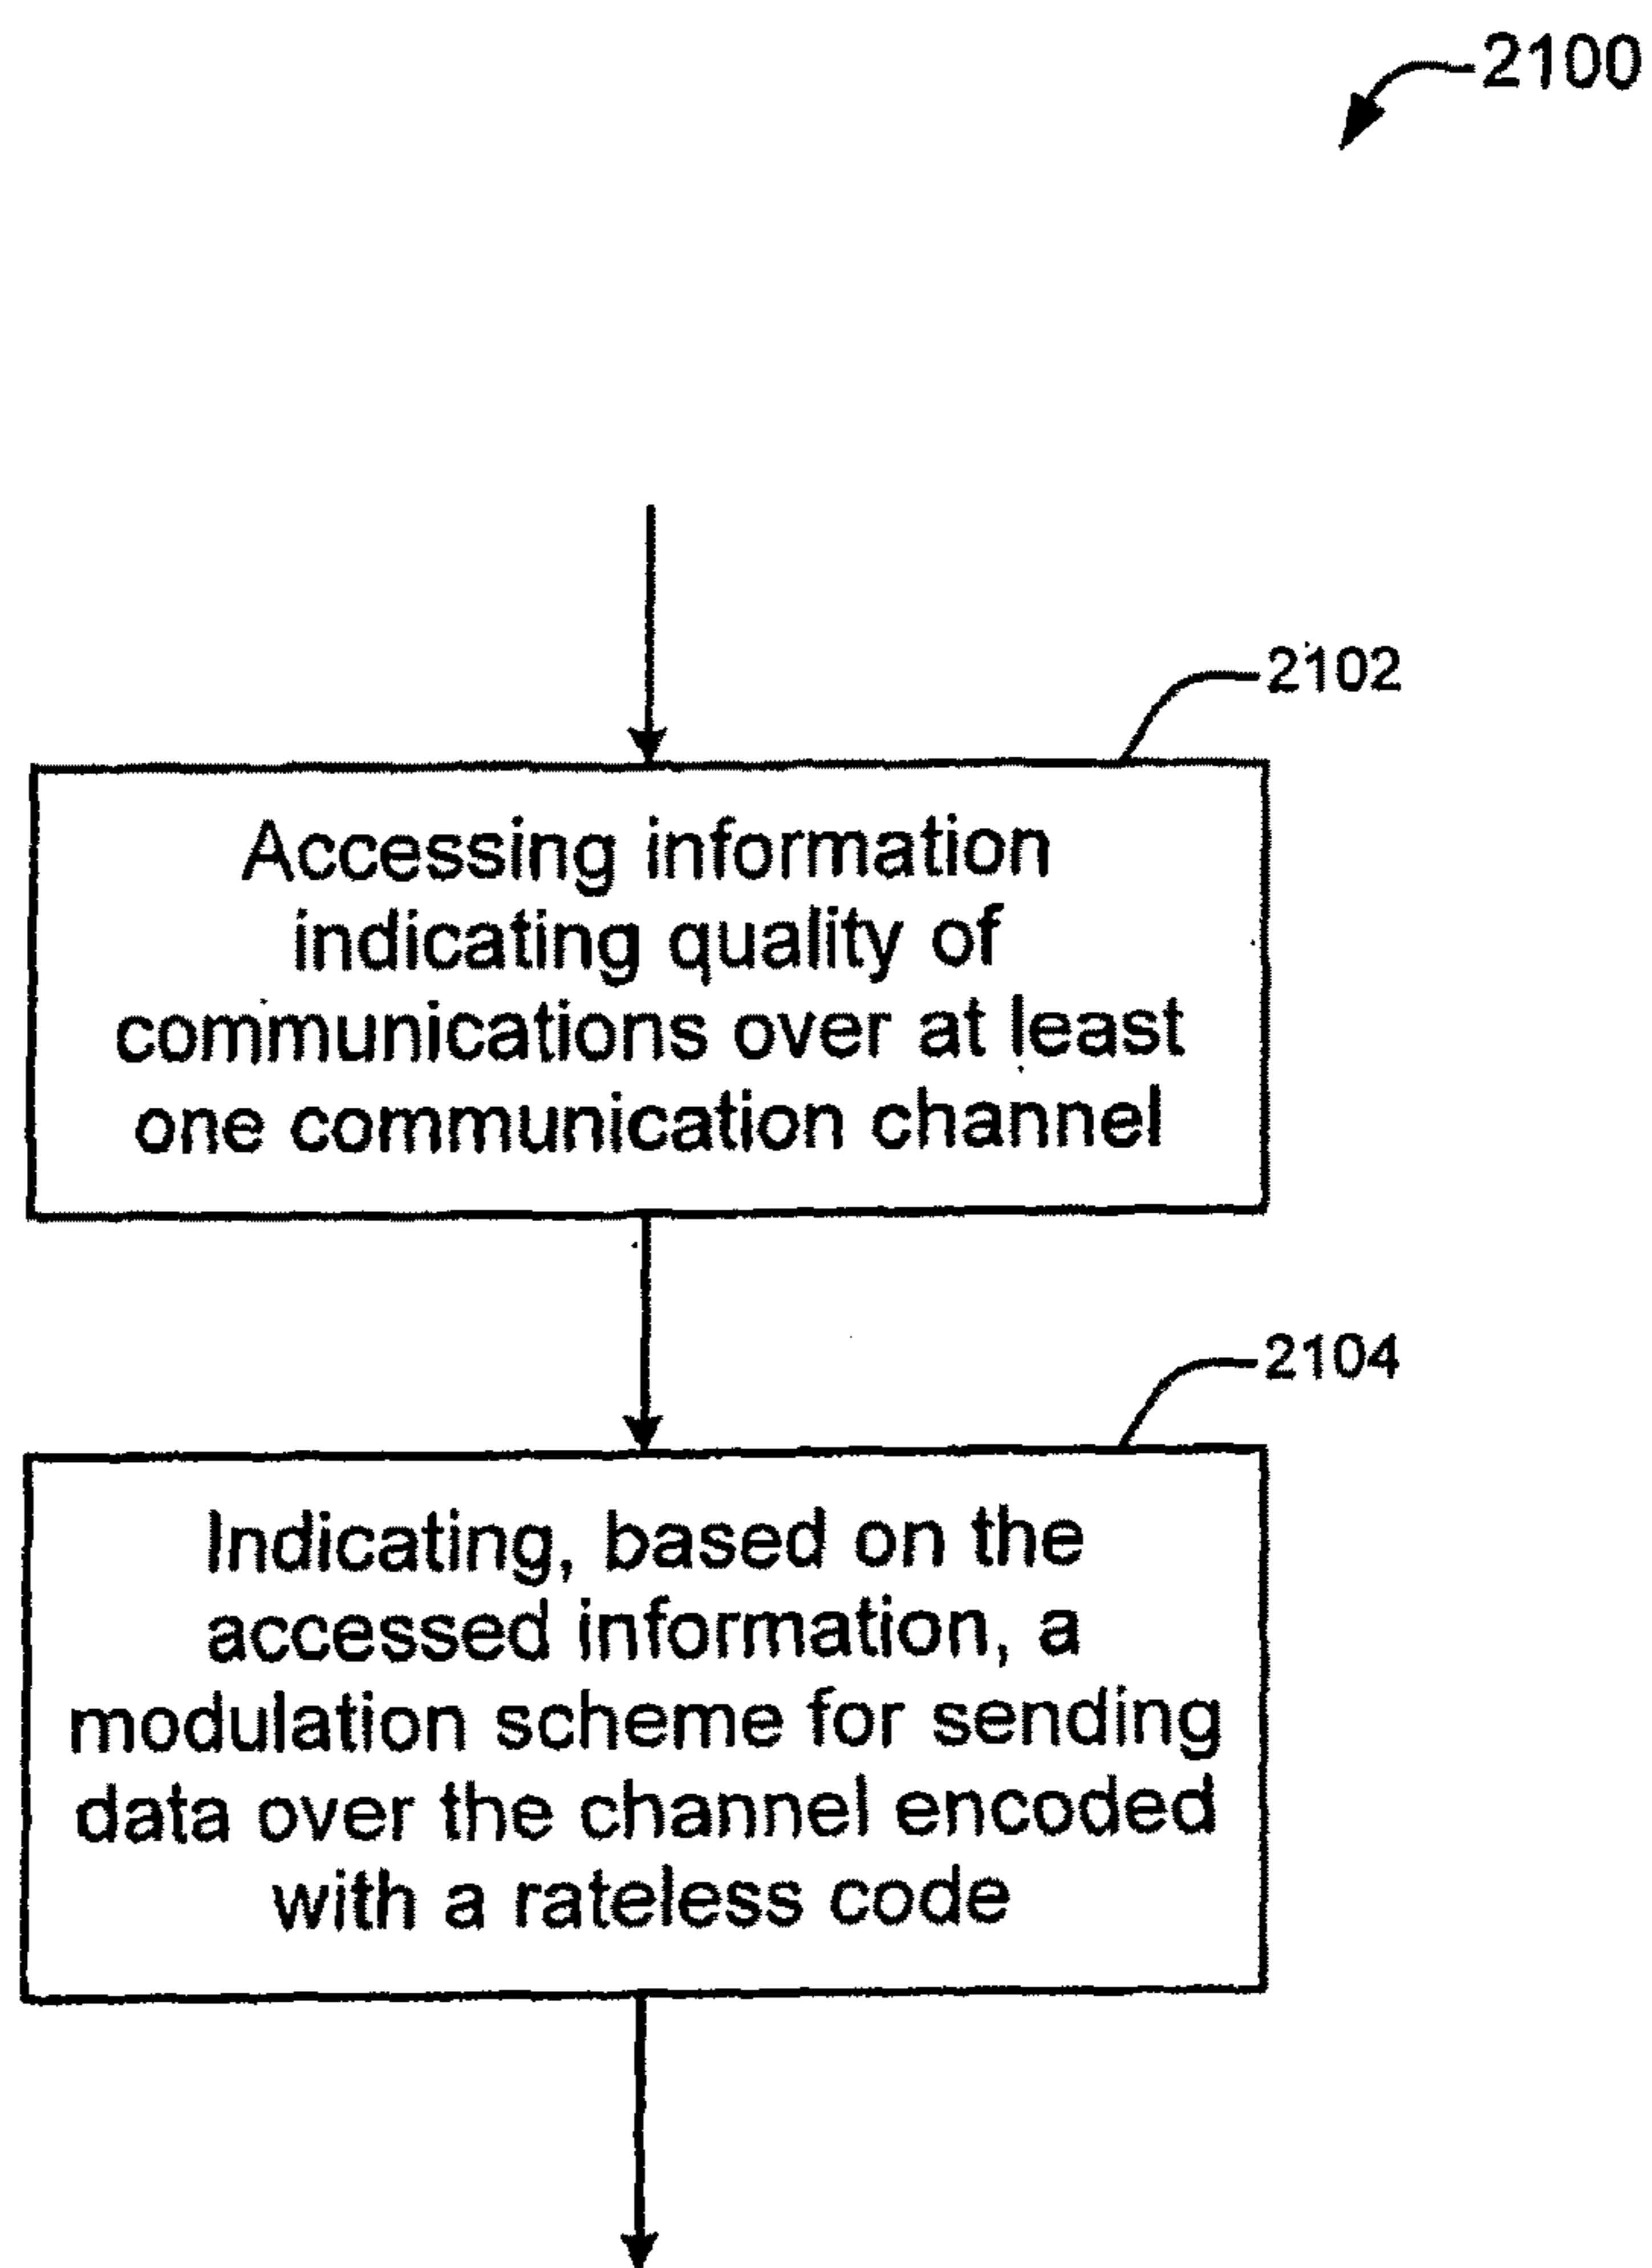 2100
2102
Accessing information
indicating quality of
communications over at least
one communication channel
2104
Indicating, based on the
accessed information, a
modulation scheme for sending
data over the channel encoded
with a rateless code